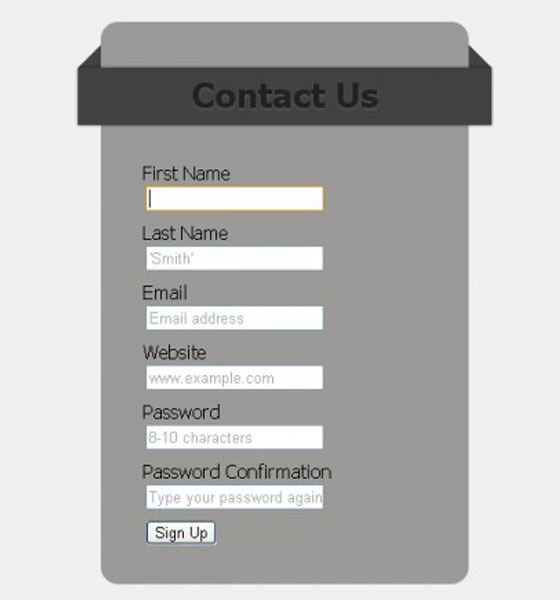 Contact Us
First Name
Last Name
'Smith'
Email
Email address
Website
www.example.com
Password
8-10 characters
Password Confirmation
Type your password again
Sign Up